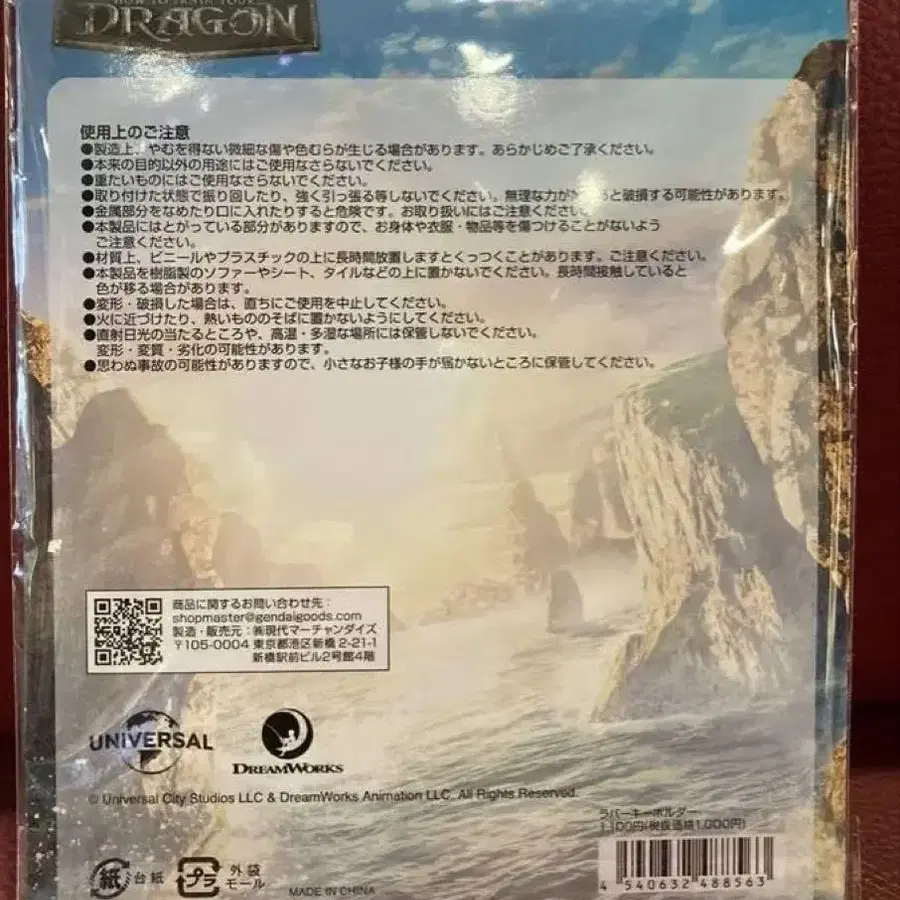 HOW TO TRAIN YOUR
DRAGON
使用上のご注意
●製造上、やむを得ない微細な傷や色むらが生じる場合があります。あらかじめご了承ください。
●本来の目的以外の用途にはご使用なさらないでください。
●重たいものにはご使用なさらないでください。
●取り付けた状態で振り回したり、強く引っ張る等しないでください。無理な力が と破損する可能性があります。
●金属部分をなめたり口に入れたりすると危険です。お取り扱いにはご注意ください。
●本製品にはとがっている部分がありますので、お身体や衣服・物品等を傷つけることがないよう
ご注意ください。
●材質上、ビニールやプラスチックの上に長時間放置しますとくっつくことがあります。ご注意ください。
●本製品を樹脂製のソファーやシート、タイルなどの上に置かないでください。長時間接触していると
色が移る場合があります。
●変形・破損した場合は、直ちにご使用を中止してください。
●火に近づけたり、熱いもののそばに置かないようにしてください。
●直射日光の当たるところや、高温・多湿な場所には保管しないでください。
変形・変質・劣化の可能性があります。
●思わぬ事故の可能性がありますので、小さなお子様の手が届かないところに保管してください。
商品に関するお問い合わせ先：
shopmaster@gendaigoods.com
製造・販売元：㈱現代マーチャンダイズ
〒105-0004 東京都港区新橋 2-21-1
新橋駅前ビル2号館4階
UNIVERSAL
DREAMWORKS
© Universal City Studios LLC & DreamWorks Animation LLC. All Rights Reserved.
ラバーキーホルダー
1,100円(税抜価格1,000円)
紙 台紙
プラ 外袋
モール
MADE IN CHINA
4 540632 488563